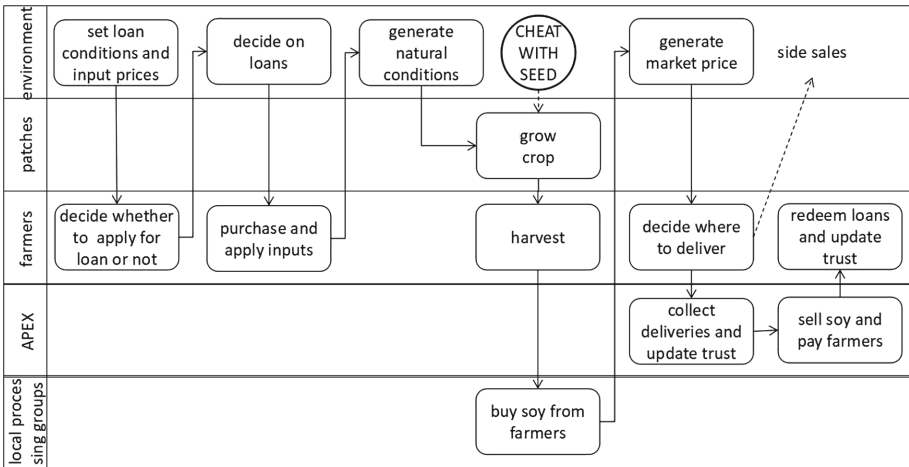 environment
set loan
conditions and
input prices
decide on
loans
generate
natural
conditions
CHEAT
WITH
SEED
generate
market price
side sales
patches
grow
crop
farmers
decide whether
to apply for
loan or not
purchase and
apply inputs
harvest
decide where
to deliver
redeem loans
and update
trust
APEX
collect
deliveries and
update trust
sell soy and
pay farmers
local proces
sing groups
buy soy from
farmers